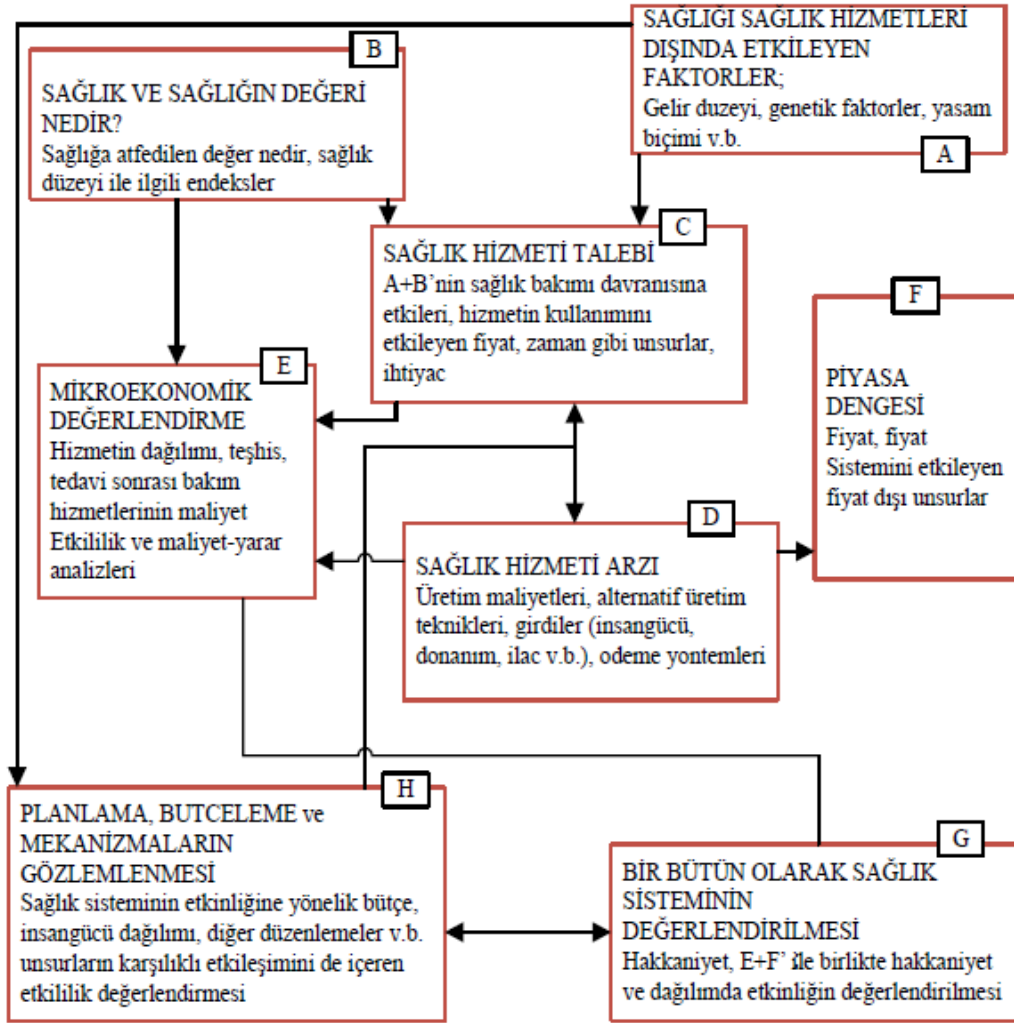 A
SAĞLIĞI SAĞLIK HİZMETLERİ
DIŞINDA ETKİLEYEN
FAKTORLER;
Gelir duzeyi, genetik faktorler, yasam
biçimi v.b.
B
SAĞLIK VE SAĞLIĞIN DEĞERİ
NEDİR?
Sağlığa atfedilen değer nedir, sağlık
düzeyi ile ilgili endeksler
C
SAĞLIK HİZMETİ TALEBİ
A+B’nin sağlık bakımı davranısına
etkileri, hizmetin kullanımını
etkileyen fiyat, zaman gibi unsurlar,
ihtiyac
D
SAĞLIK HİZMETİ ARZI
Üretim maliyetleri, alternatif üretim
teknikleri, girdiler (insangücü,
donanım, ilac v.b.), odeme yontemleri
E
MİKROEKONOMİK
DEĞERLENDİRME
Hizmetin dağılımı, teşhis,
tedavi sonrası bakım
hizmetlerinin maliyet
Etkililik ve maliyet-yarar
analizleri
F
PİYASA
DENGESİ
Fiyat, fiyat
Sistemini etkileyen
fiyat dışı unsurlar
G
BİR BÜTÜN OLARAK SAĞLIK
SİSTEMİNİN
DEĞERLENDİRİLMESİ
Hakkaniyet, E+F’ ile birlikte hakkaniyet
ve dağılımda etkinliğin değerlendirilmesi
H
PLANLAMA, BUTCELEME ve
MEKANİZMALARIN
GÖZLEMLENMESİ
Sağlık sisteminin etkinliğine yönelik bütçe,
insangücü dağılımı, diğer düzenlemeler v.b.
unsurların karşılıklı etkileşimini de içeren
etkililik değerlendirmesi